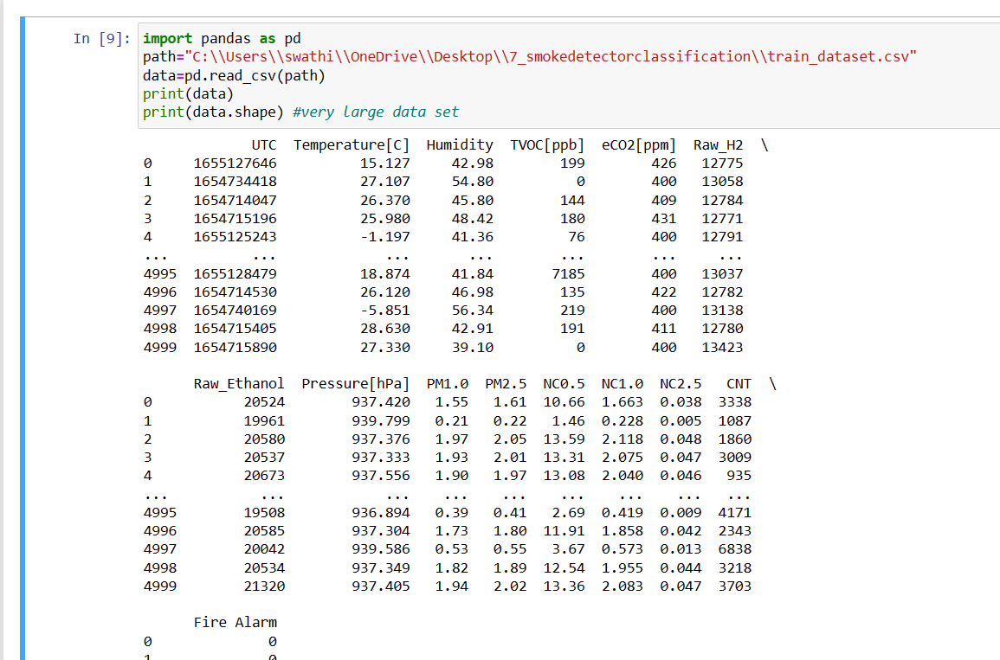 In [9]: import pandas as pd
path="C:\\Users\\swathi\\OneDrive\\Desktop\\7_smokedetectorclassification\\train_dataset.csv"
data=pd.read_csv(path)
print(data)
print(data.shape) #very large data set
UTC Temperature[C] Humidity TVOC[ppb] eCO2[ppm] Raw_H2 \
0 1655127646 15.127 42.98 199 426 12775
1 1654734418 27.107 54.80 0 400 13058
2 1654714047 26.370 45.80 144 409 12784
3 1654715196 25.980 48.42 180 431 12771
4 1655125243 -1.197 41.36 76 400 12791
... ... ... ... ... ... ...
4995 1655128479 18.874 41.84 7185 400 13037
4996 1654714530 26.120 46.98 135 422 12782
4997 1654740169 -5.851 56.34 219 400 13138
4998 1654715405 28.630 42.91 191 411 12780
4999 1654715890 27.330 39.10 0 400 13423
Raw_Ethanol Pressure[hPa] PM1.0 PM2.5 NC0.5 NC1.0 NC2.5 CNT \
0 20524 937.420 1.55 1.61 10.66 1.663 0.038 3338
1 19961 939.799 0.21 0.22 1.46 0.228 0.005 1087
2 20580 937.376 1.97 2.05 13.59 2.118 0.048 1860
3 20537 937.333 1.93 2.01 13.31 2.075 0.047 3009
4 20673 937.556 1.90 1.97 13.08 2.040 0.046 935
... ... ... ... ... ... ... ... ...
4995 19508 936.894 0.39 0.41 2.69 0.419 0.009 4171
4996 20585 937.304 1.73 1.80 11.91 1.858 0.042 2343
4997 20042 939.586 0.53 0.55 3.67 0.573 0.013 6838
4998 20534 937.349 1.82 1.89 12.54 1.955 0.044 3218
4999 21320 937.405 1.94 2.02 13.36 2.083 0.047 3703
Fire Alarm
0 0
1 0